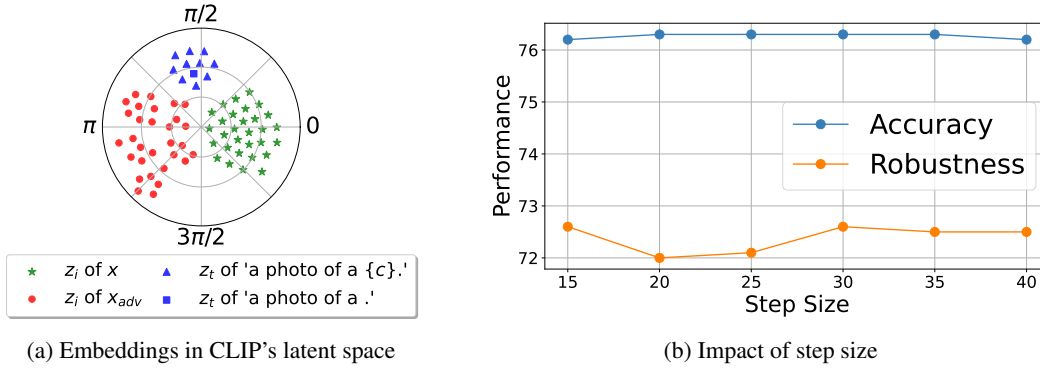 π/2
π
0
3π/2
z_i of x
z_t of 'a photo of a {c}.'
z_i of x_adv
z_t of 'a photo of a .'
(a) Embeddings in CLIP's latent space
76
75
74
73
72
Performance
Accuracy
Robustness
15 20 25 30 35 40
Step Size
(b) Impact of step size